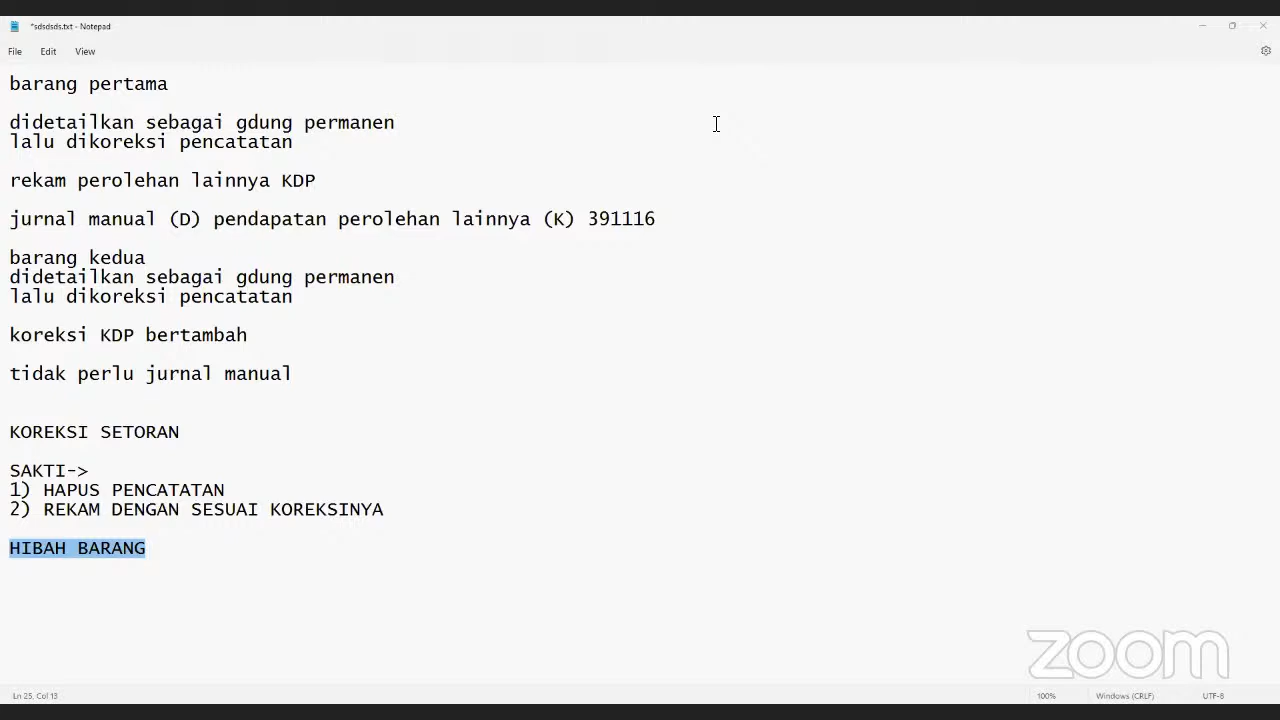 *sdsdsds.txt - Notepad
File Edit View
barang pertama
didetailkan sebagai gdung permanen
lalu dikoreksi pencatatan
rekam perolehan lainnya KDP
jurnal manual (D) pendapatan perolehan lainnya (K) 391116
barang kedua
didetailkan sebagai gdung permanen
lalu dikoreksi pencatatan
koreksi KDP bertambah
tidak perlu jurnal manual
KOREKSI SETORAN
SAKTI->
1) HAPUS PENCATATAN
2) REKAM DENGAN SESUAI KOREKSINYA
HIBAH BARANG
zoom
Ln 25, Col 13 100% Windows (CRLF) UTF-8